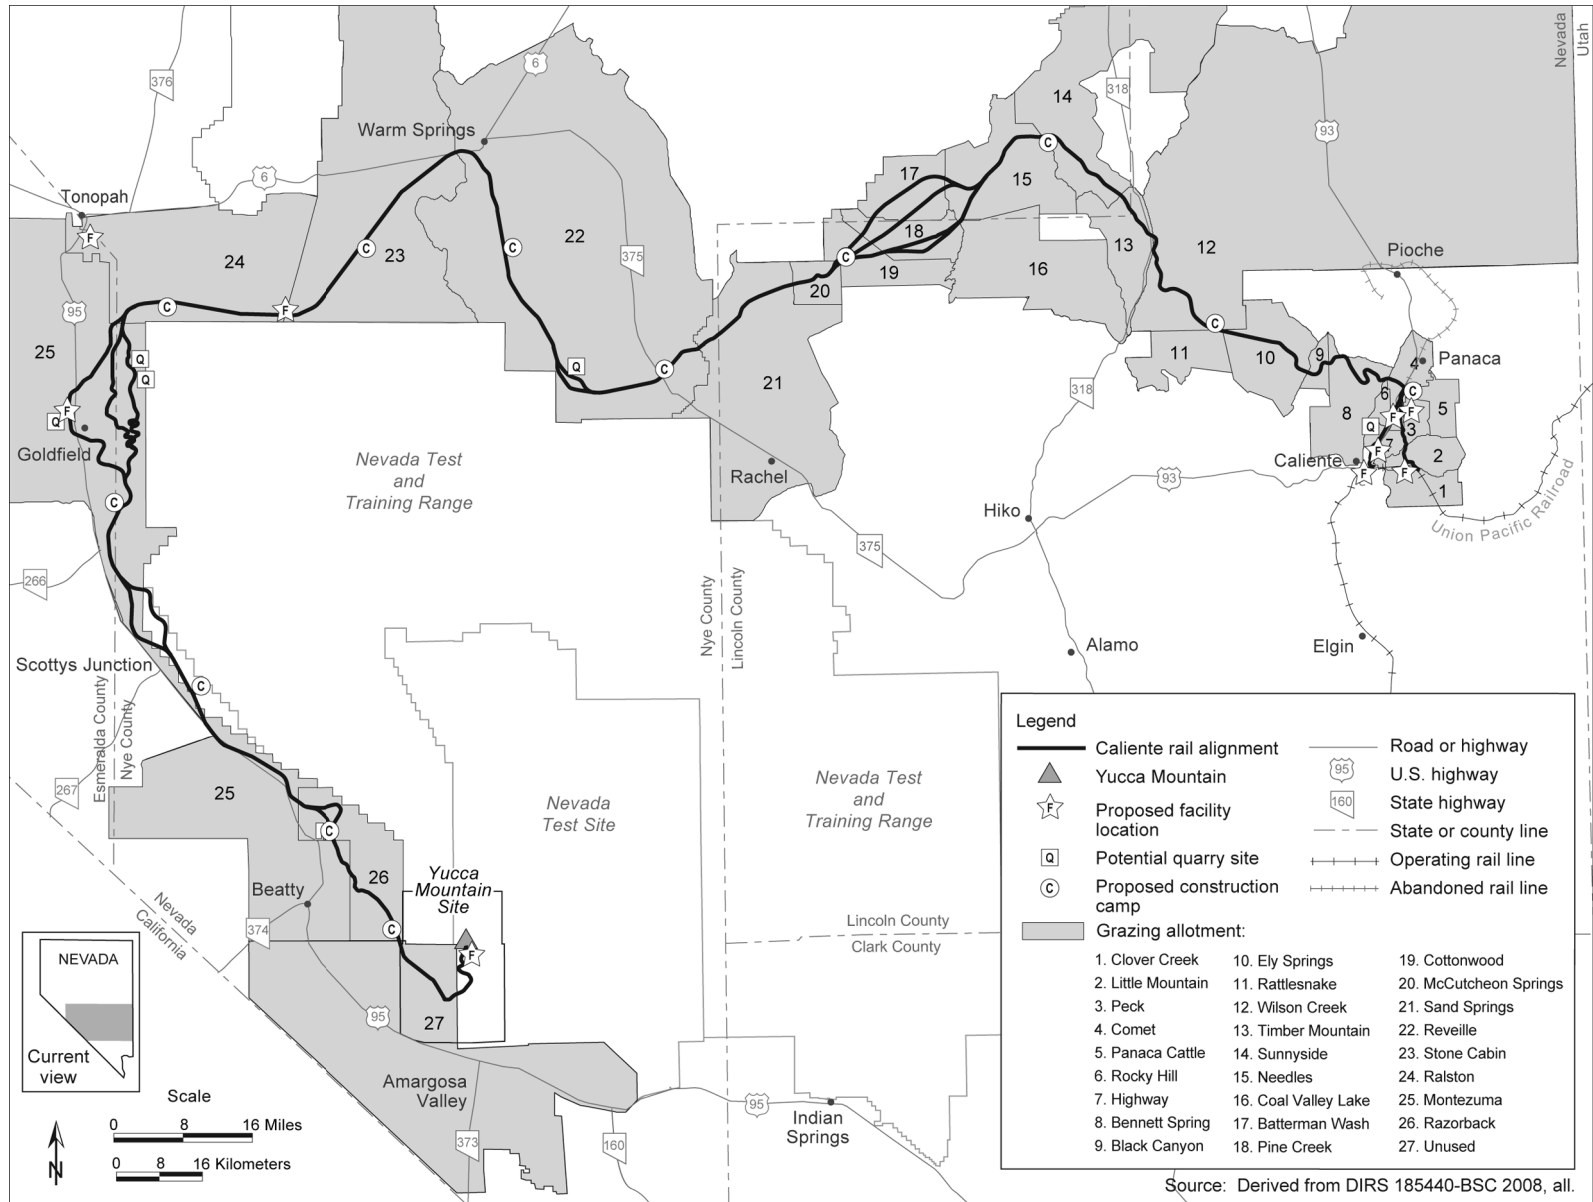 Nevada
Utah
376
6
318
14
93
Warm Springs
6
17
15
Tonopah
F
C
24
C
23
C
22
375
18
13
12
16
19
20
Pioche
95
C
F
C
25
Q
Q
Q
C
21
C
11
10
9
4
Panaca
6
C
8
5
F
F
Q
3
F
Q
Goldfield
7
2
Caliente
F
F
F
1
Nevada Test
and
Training Range
Rachel
318
93
Union Pacific Railroad
C
Hiko
375
266
Nye County
Lincoln County
Alamo
Elgin
Scottys Junction
C
Esmeralda County
Nye County
267
25
Nevada
Test Site
Nevada Test
and
Training Range
C
26
Beatty
Yucca
Mountain
Site
374
C
F
Nevada
California
Lincoln County
Clark County
95
27
NEVADA
Current
view
Amargosa
Valley
95
Indian
Springs
373
160
Scale
0 8 16 Miles
0 8 16 Kilometers
N
Legend
Caliente rail alignment
Yucca Mountain
F
Proposed facility
location
Q
Potential quarry site
C
Proposed construction
camp
Road or highway
95
U.S. highway
160
State highway
State or county line
Operating rail line
Abandoned rail line
Grazing allotment:
1. Clover Creek
2. Little Mountain
3. Peck
4. Comet
5. Panaca Cattle
6. Rocky Hill
7. Highway
8. Bennett Spring
9. Black Canyon
10. Ely Springs
11. Rattlesnake
12. Wilson Creek
13. Timber Mountain
14. Sunnyside
15. Needles
16. Coal Valley Lake
17. Batterman Wash
18. Pine Creek
19. Cottonwood
20. McCutcheon Springs
21. Sand Springs
22. Reveille
23. Stone Cabin
24. Ralston
25. Montezuma
26. Razorback
27. Unused
Source: Derived from DIRS 185440-BSC 2008, all.